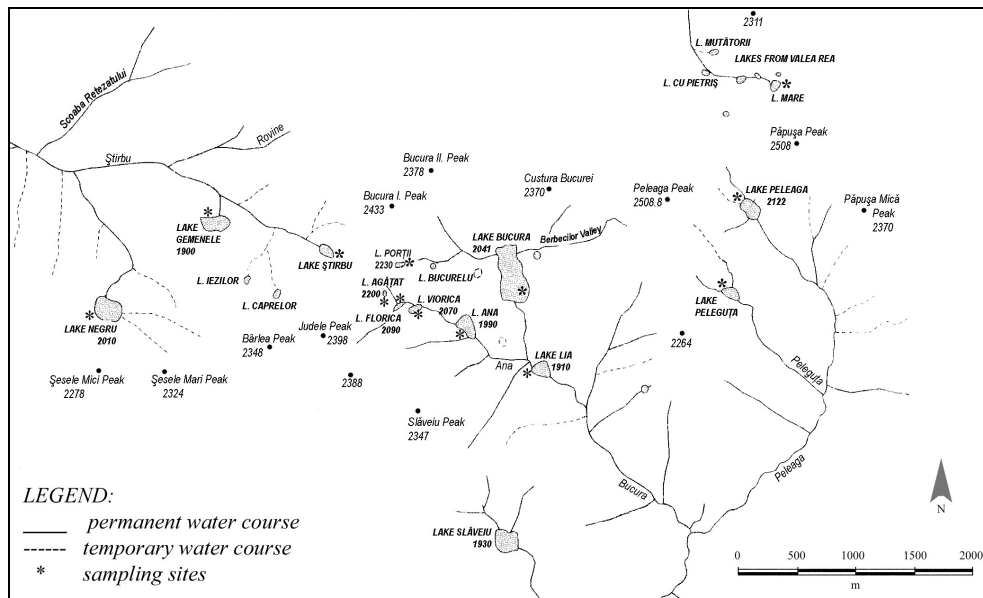 2311
L. MUTĂTORII
LAKES FROM VALEA REA
L. CU PIETRIŞ
L. MARE
Scoaba Retezatului
Rovine
Păpuşa Peak
2508
Ştirbu
Bucura II. Peak
2378
Custura Bucurei
2370
Peleaga Peak
2508.8
LAKE PELEAGA
2122
Păpuşa Mică
Peak
2370
Bucura I. Peak
2433
LAKE
GEMENELE
1900
LAKE BUCURA
2041
Berbecilor Valley
L. PORŢII
2230
LAKE ŞTIRBU
L. BUCURELU
L. IEZILOR
L. CAPRELOR
L. AGĂŢAT
2200
L. VIORICA
2070
L. FLORICA
2090
L. ANA
1990
LAKE
PELEGUŢA
LAKE NEGRU
2010
Judele Peak
2398
Bârlea Peak
2348
2264
Ana
LAKE LIA
1910
Şesele Mici Peak
2278
Şesele Mari Peak
2324
2388
Peleguţa
Slăveiu Peak
2347
Bucura
Peleaga
LAKE SLĂVEIU
1930
LEGEND:
permanent water course
temporary water course
* sampling sites
N
0 500 1000 1500 2000
m